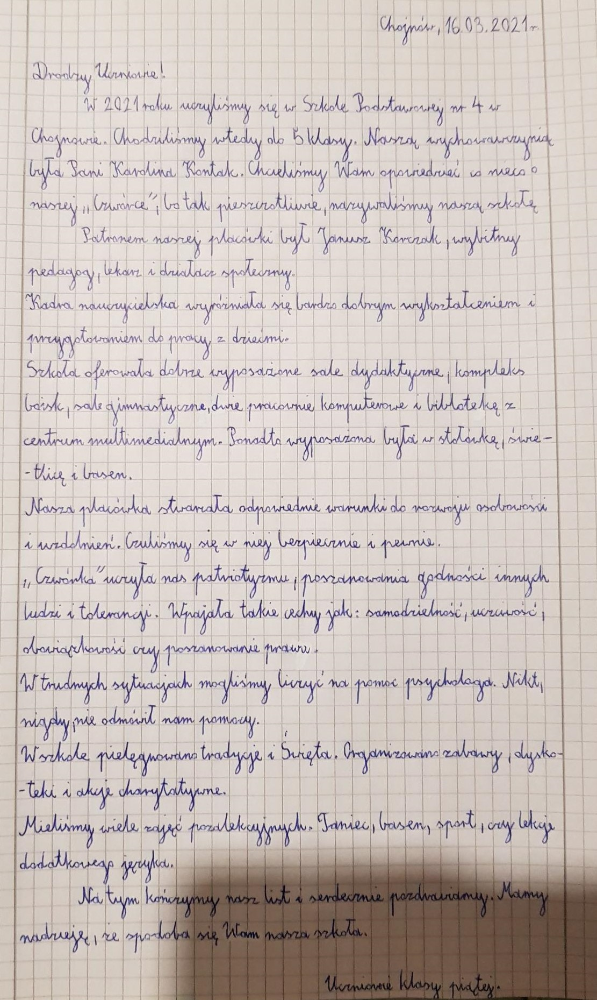 Chojnów, 16.03.2021r.
Drodzy Uczniowie!
W 2021 roku uczyliśmy się w Szkole Podstawowej nr 4 w
Chojnowie. Chodziliśmy wtedy do 5 klasy. Naszą wychowawczynią
była Pani Karolina Kontak. Chcieliśmy Wam opowiedzieć co nieco o
naszej „Czwórce”, bo tak pieszczotliwie, nazywaliśmy naszą szkołę
Patronem naszej placówki był Janusz Korczak, wybitny
pedagog, lekarz i działacz społeczny.
Kadra nauczycielska wyróżniała się bardzo dobrym wykształceniem i
przygotowaniem do pracy z dziećmi.
Szkoła oferowała dobrze wyposażone sale dydaktyczne, kompleks
boisk, sale gimnastyczne, dwie pracownie komputerowe i bibliotekę z
centrum multimedialnym. Ponadto wyposażona była w stołówkę, świe-
-tlicę i basen.
Nasza placówka stwarzała odpowiednie warunki do rozwoju osobowości
i uzdolnień. Czuliśmy się w niej bezpiecznie i pewnie.
„Czwórka” uczyła nas patriotyzmu, poszanowania godności innych
ludzi i tolerancji. Wpajała takie cechy jak: samodzielność, uczciwość,
obowiązkowość czy poszanowanie prawa.
W trudnych sytuacjach mogliśmy liczyć na pomoc psychologa. Nikt,
nigdy, nie odmówił nam pomocy.
W szkole pielęgnowano tradycje i Święta. Organizowano zabawy, dysko-
-teki i akcje charytatywne.
Mieliśmy wiele zajęć pozalekcyjnych. Taniec, basen, sport, czy lekcje
dodatkowego języka.
Na tym kończymy nasz list i serdecznie pozdrawiamy. Mamy
nadzieję, że spodoba się Wam nasza szkoła.
Uczniowie klasy piątej.